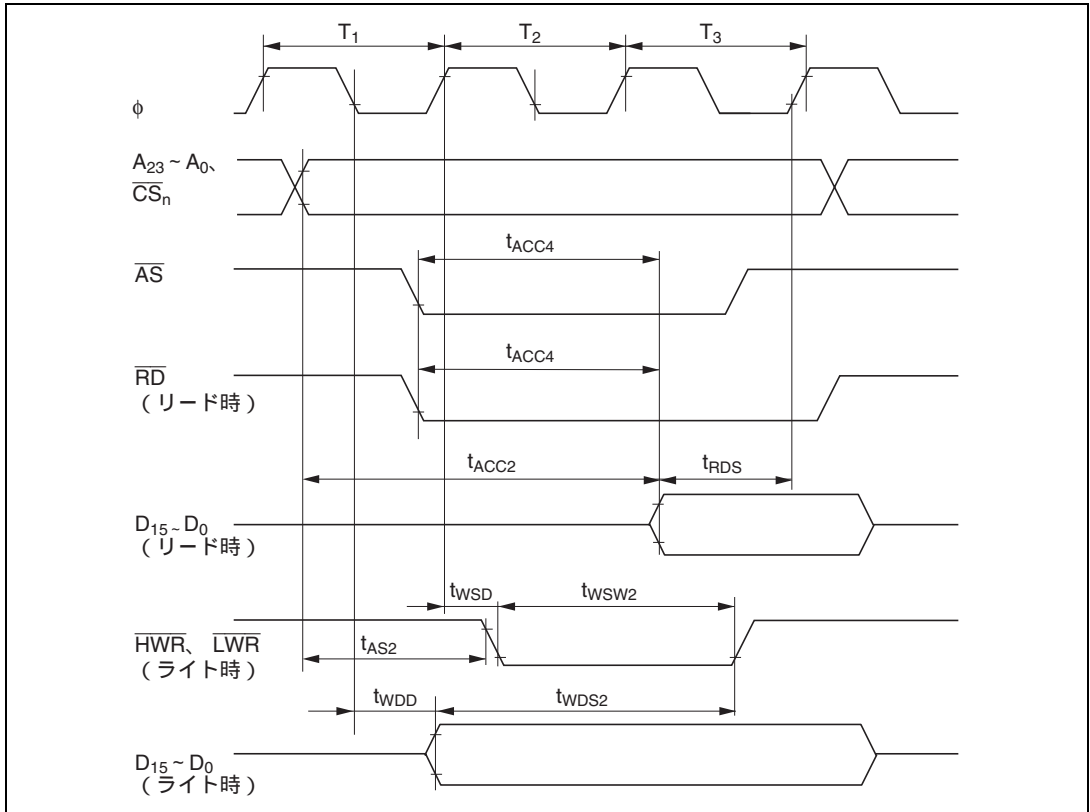 T1 T2 T3
φ
A23 ~ A0、
CSn
tACC4
AS
tACC4
RD
（リード時）
tACC2 tRDS
D15 ~ D0
（リード時）
tWSD tWSW2
HWR、 LWR
（ライト時）
tAS2
tWDD tWDS2
D15 ~ D0
（ライト時）